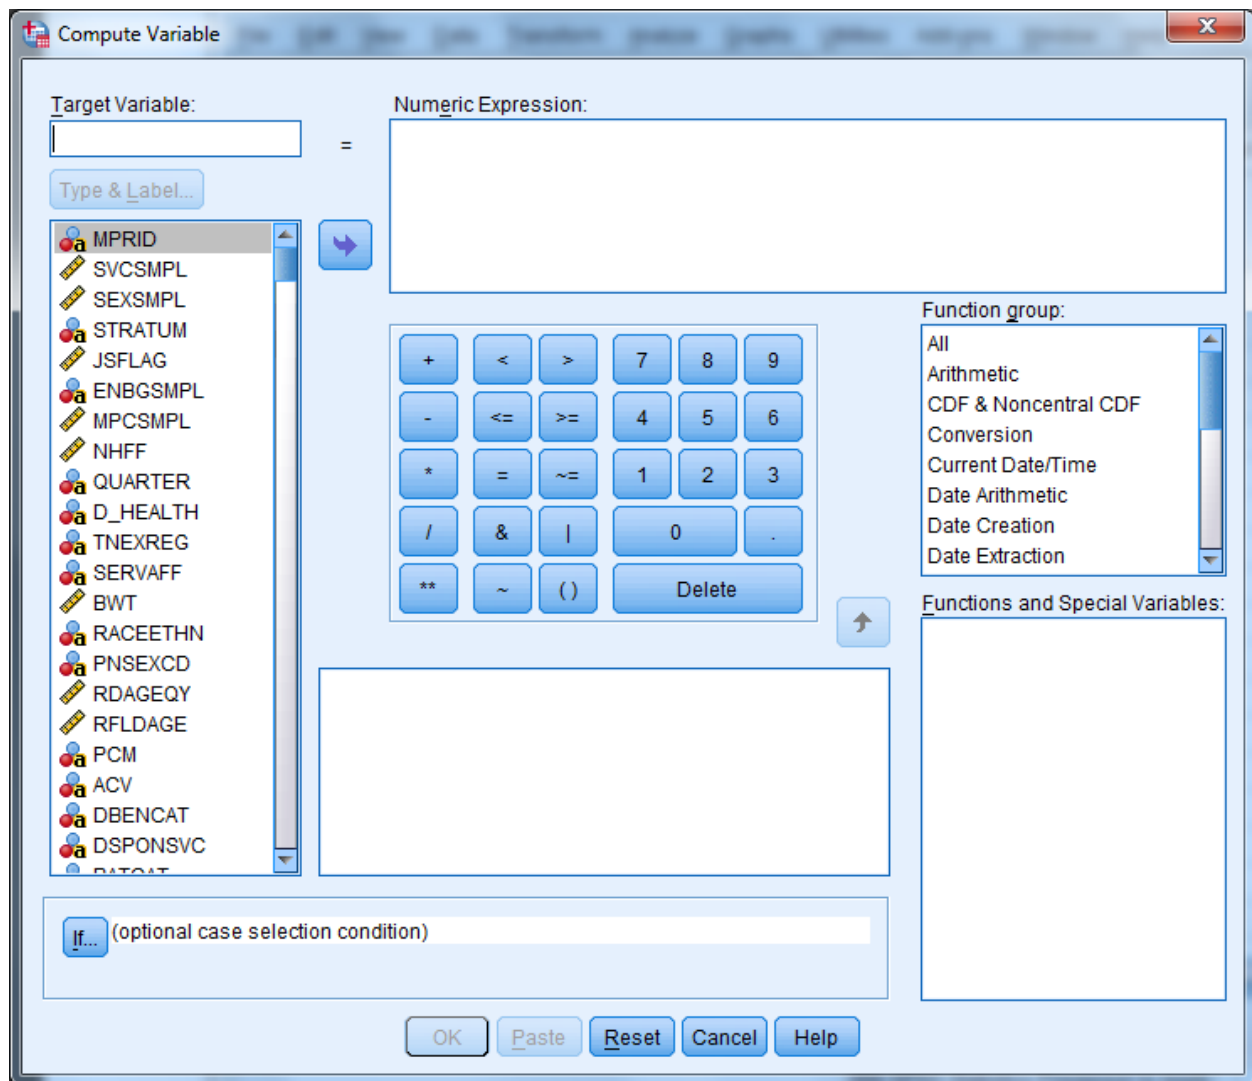 Compute Variable
Target Variable:
Numeric Expression:
=
Type & Label...
MPRID
SVCSMPL
SEXSMPL
STRATUM
JSFLAG
ENBGSMPL
MPCSMPL
NHFF
QUARTER
D_HEALTH
TNEXREG
SERVAFF
BWT
RACEETHN
PNSEXCD
RDAGEQY
RFLDAGE
PCM
ACV
DBENCAT
DSPONSVC
+ < > 7 8 9
- <= >= 4 5 6
* = ~= 1 2 3
/ & | 0 .
** ~ ( ) Delete
Function group:
All
Arithmetic
CDF & Noncentral CDF
Conversion
Current Date/Time
Date Arithmetic
Date Creation
Date Extraction
Functions and Special Variables:
If... (optional case selection condition)
OK Paste Reset Cancel Help